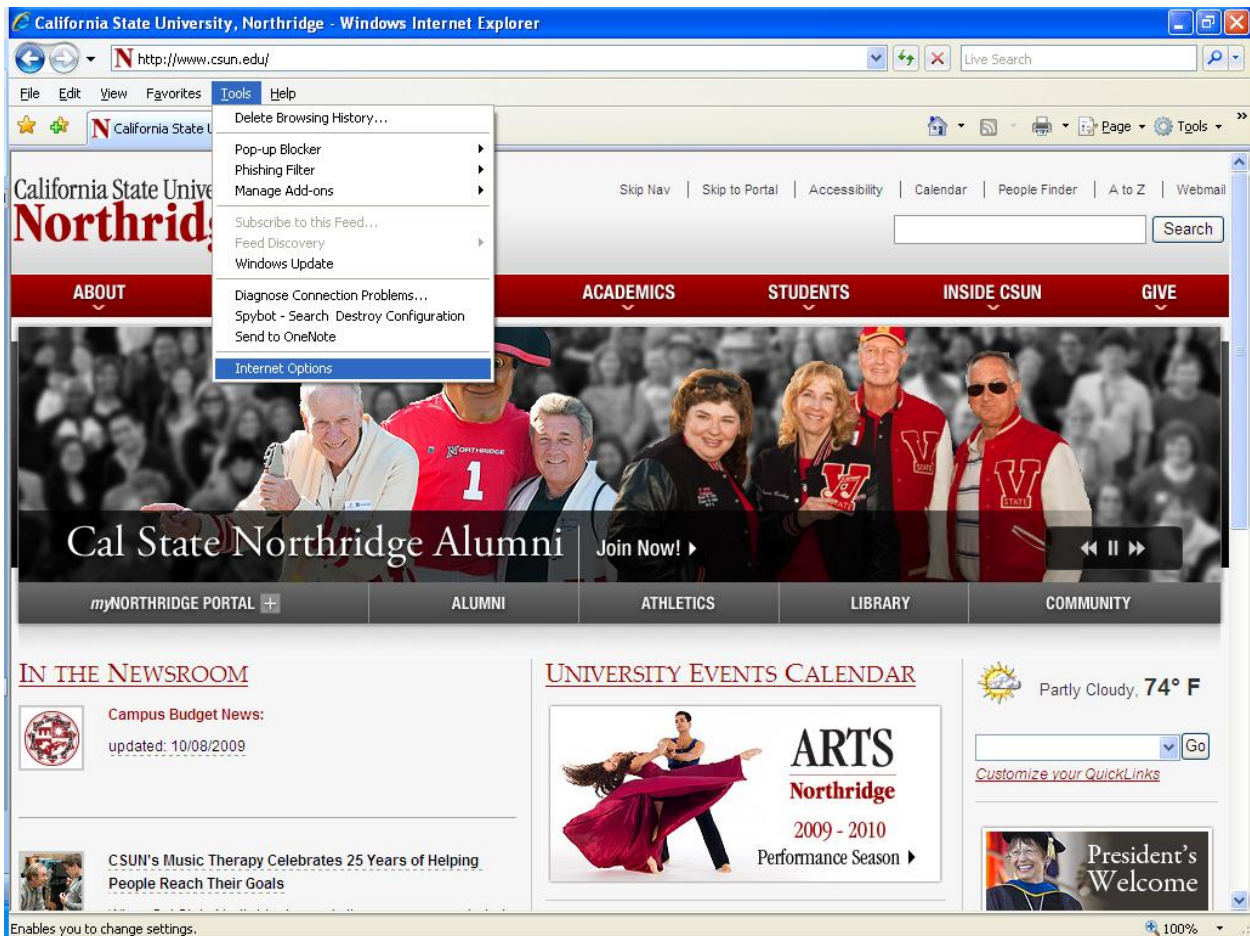 California State University, Northridge - Windows Internet Explorer
N http://www.csun.edu/
Live Search
File Edit View Favorites Tools Help
N California State U
Page Tools »
Delete Browsing History...
Pop-up Blocker
Phishing Filter
Manage Add-ons
Subscribe to this Feed...
Feed Discovery
Windows Update
Diagnose Connection Problems...
Spybot - Search Destroy Configuration
Send to OneNote
Internet Options
California State Unive
Northrid
Skip Nav | Skip to Portal | Accessibility | Calendar | People Finder | A to Z | Webmail
Search
ABOUT ACADEMICS STUDENTS INSIDE CSUN GIVE
NORTHRIDGE
1
V STATE
V STATE
Cal State Northridge Alumni Join Now!
myNORTHRIDGE PORTAL + ALUMNI ATHLETICS LIBRARY COMMUNITY
IN THE NEWSROOM
Campus Budget News:
updated: 10/08/2009
CSUN's Music Therapy Celebrates 25 Years of Helping
People Reach Their Goals
UNIVERSITY EVENTS CALENDAR
ARTS
Northridge
2009 - 2010
Performance Season
Partly Cloudy, 74° F
Go
Customize your QuickLinks
President's
Welcome
Enables you to change settings.
100%